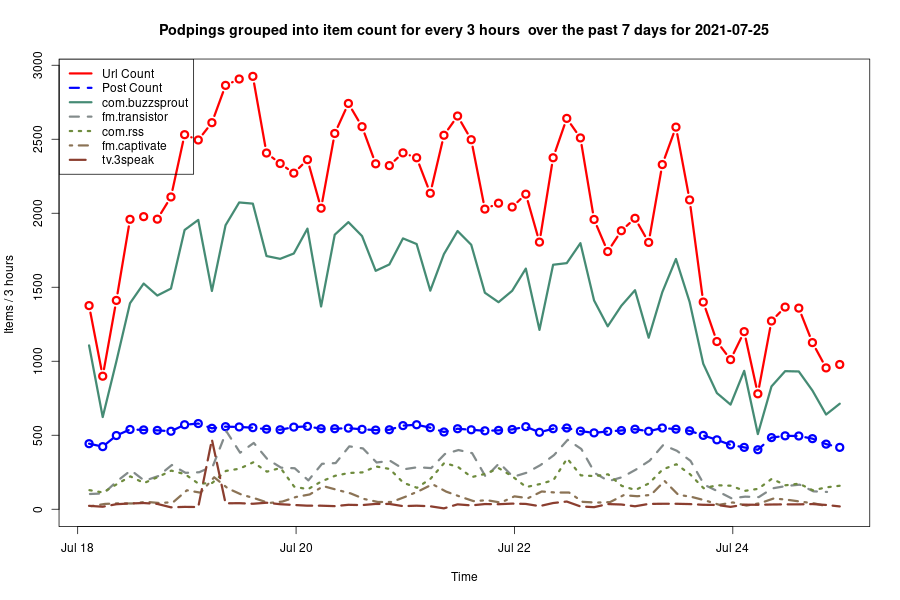 Podpings grouped into item count for every 3 hours  over the past 7 days for 2021-07-25
Url Count
Post Count
com.buzzsprout
fm.transistor
com.rss
fm.captivate
tv.3speak
3000
2500
2000
1500
1000
500
0
Items / 3 hours
Jul 18
Jul 20
Jul 22
Jul 24
Time